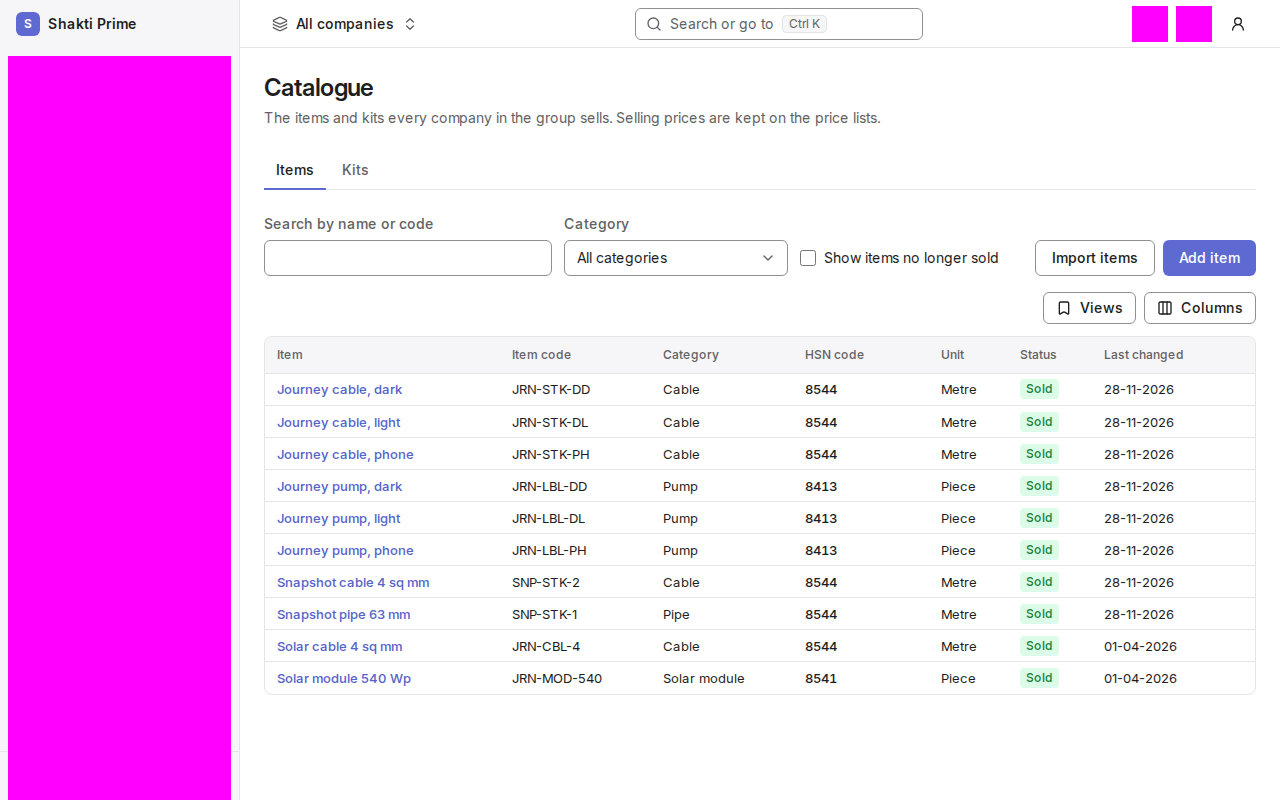 S Shakti Prime
All companies
Search or go to Ctrl K
Catalogue
The items and kits every company in the group sells. Selling prices are kept on the price lists.
Items Kits
Search by name or code Category
All categories Show items no longer sold Import items Add item
Views Columns
Item Item code Category HSN code Unit Status Last changed
Journey cable, dark JRN-STK-DD Cable 8544 Metre Sold 28-11-2026
Journey cable, light JRN-STK-DL Cable 8544 Metre Sold 28-11-2026
Journey cable, phone JRN-STK-PH Cable 8544 Metre Sold 28-11-2026
Journey pump, dark JRN-LBL-DD Pump 8413 Piece Sold 28-11-2026
Journey pump, light JRN-LBL-DL Pump 8413 Piece Sold 28-11-2026
Journey pump, phone JRN-LBL-PH Pump 8413 Piece Sold 28-11-2026
Snapshot cable 4 sq mm SNP-STK-2 Cable 8544 Metre Sold 28-11-2026
Snapshot pipe 63 mm SNP-STK-1 Pipe 8544 Metre Sold 28-11-2026
Solar cable 4 sq mm JRN-CBL-4 Cable 8544 Metre Sold 01-04-2026
Solar module 540 Wp JRN-MOD-540 Solar module 8541 Piece Sold 01-04-2026